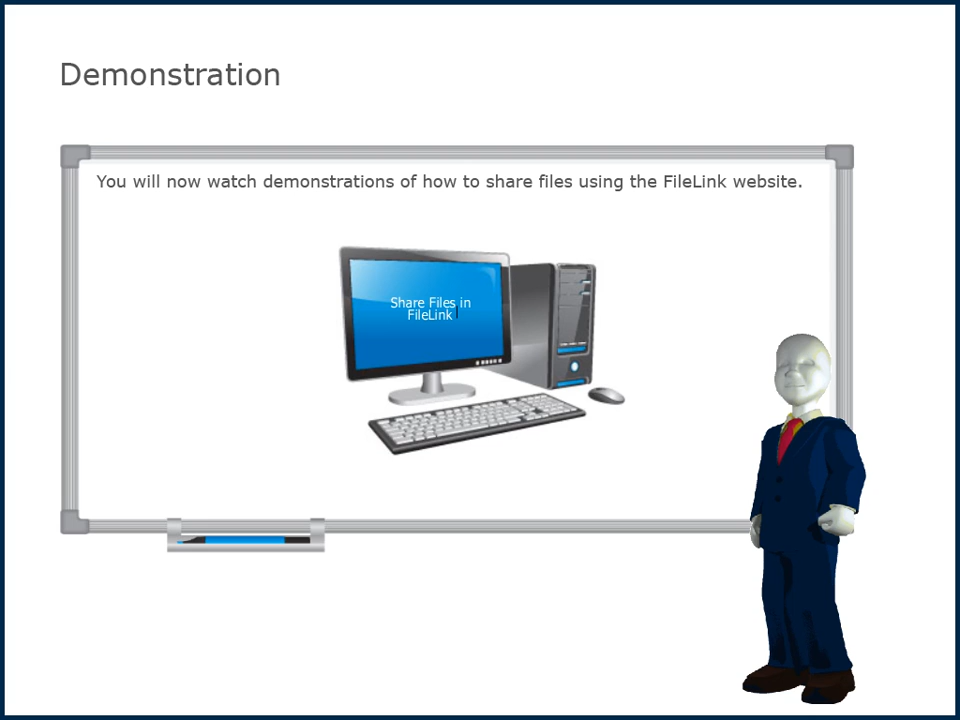 Demonstration
You will now watch demonstrations of how to share files using the FileLink website.
Share Files in
FileLink